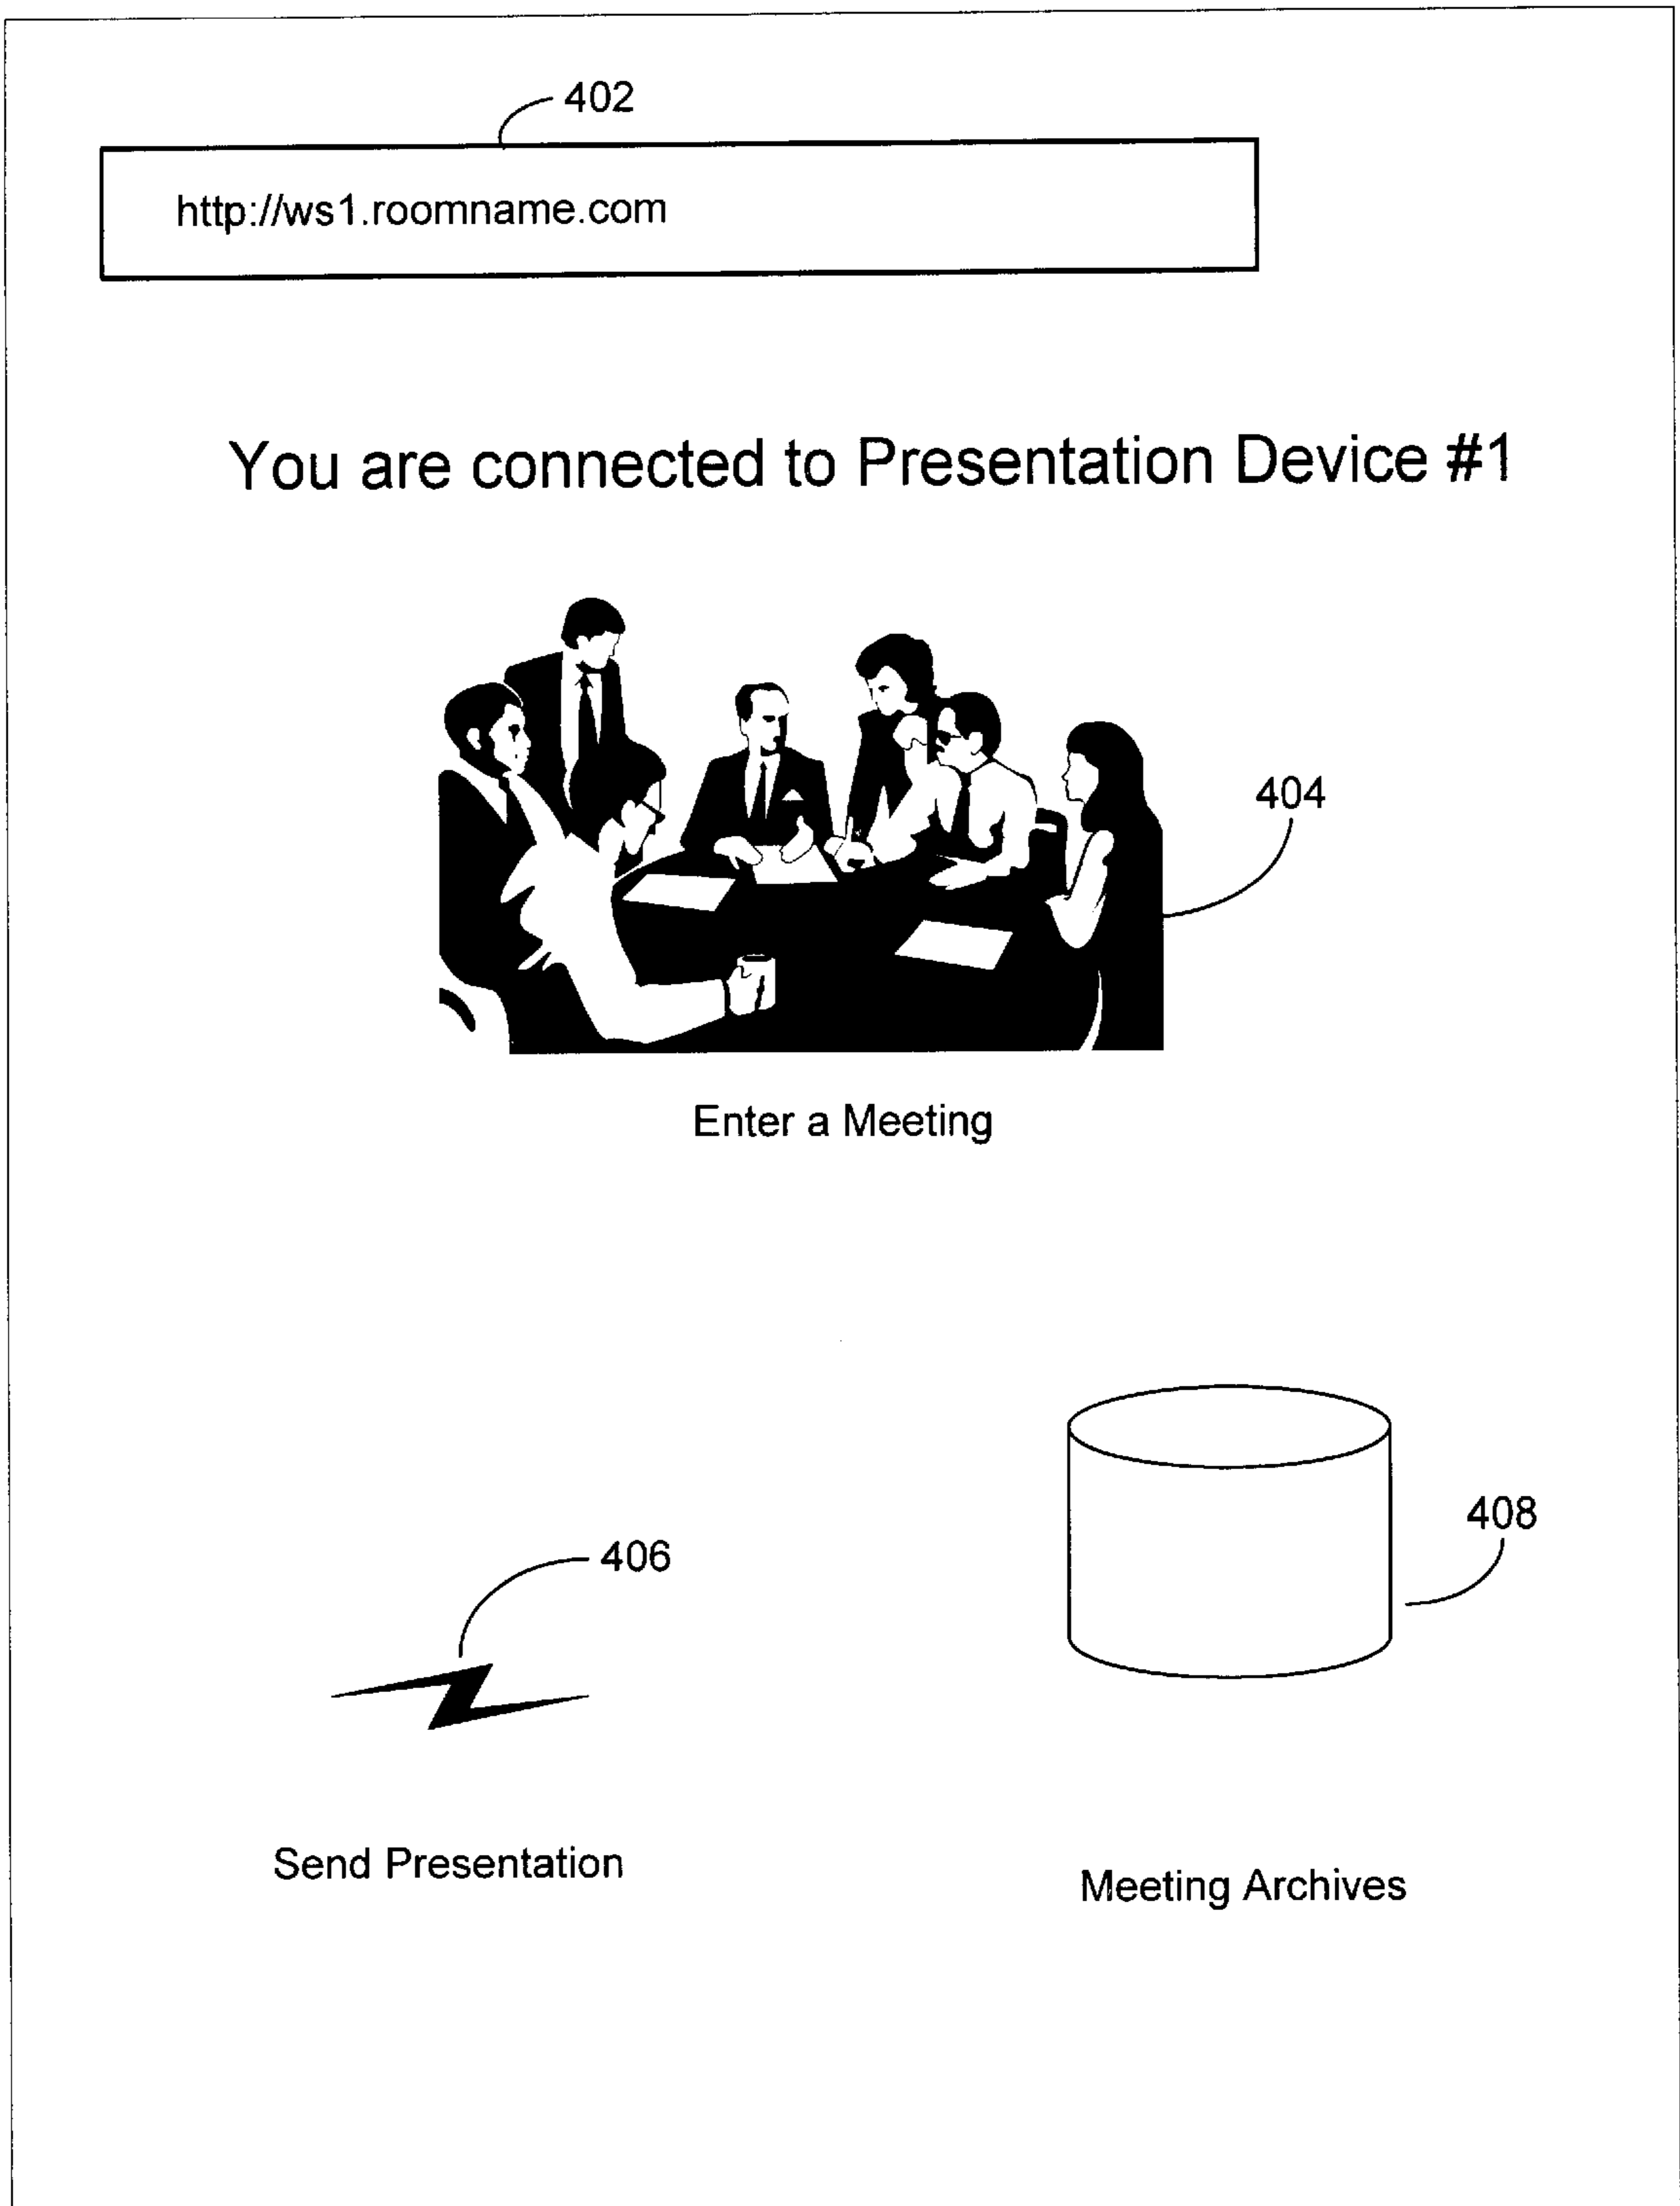 402
http://ws1.roomname.com
You are connected to Presentation Device #1
404
Enter a Meeting
408
406
Send Presentation
Meeting Archives